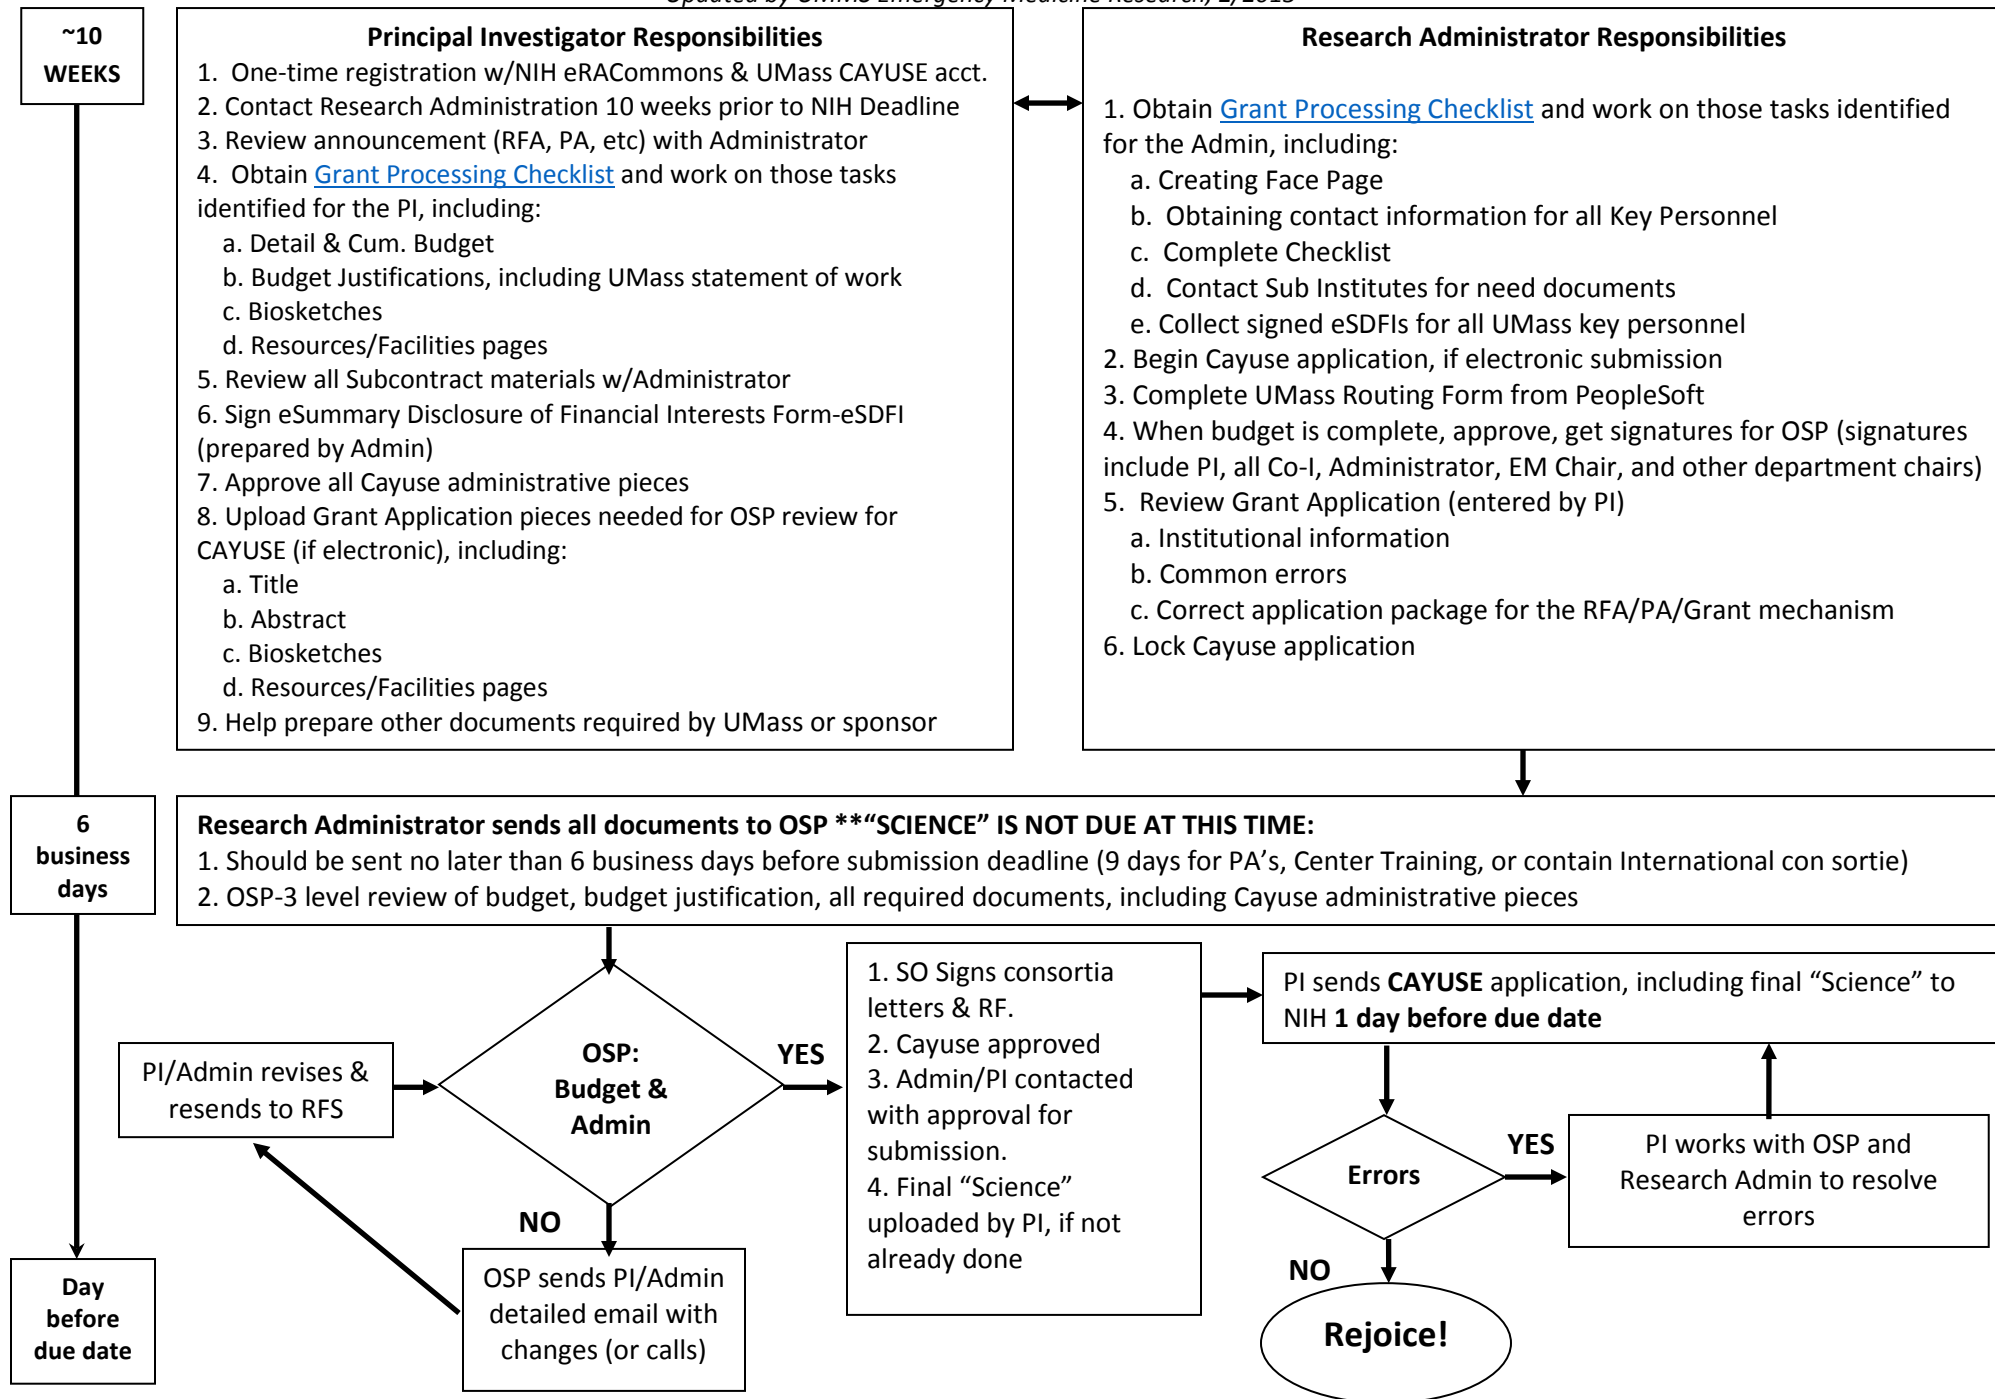 Updated by UMMS Emergency Medicine Research, 2/2015
~10
WEEKS
Principal Investigator Responsibilities
1. One-time registration w/NIH eRACommons & UMass CAYUSE acct.
2. Contact Research Administration 10 weeks prior to NIH Deadline
3. Review announcement (RFA, PA, etc) with Administrator
4. Obtain Grant Processing Checklist and work on those tasks
identified for the PI, including:
a. Detail & Cum. Budget
b. Budget Justifications, including UMass statement of work
c. Biosketches
d. Resources/Facilities pages
5. Review all Subcontract materials w/Administrator
6. Sign eSummary Disclosure of Financial Interests Form-eSDFI
(prepared by Admin)
7. Approve all Cayuse administrative pieces
8. Upload Grant Application pieces needed for OSP review for
CAYUSE (if electronic), including:
a. Title
b. Abstract
c. Biosketches
d. Resources/Facilities pages
9. Help prepare other documents required by UMass or sponsor
Research Administrator Responsibilities
1. Obtain Grant Processing Checklist and work on those tasks identified
for the Admin, including:
a. Creating Face Page
b. Obtaining contact information for all Key Personnel
c. Complete Checklist
d. Contact Sub Institutes for need documents
e. Collect signed eSDFIs for all UMass key personnel
2. Begin Cayuse application, if electronic submission
3. Complete UMass Routing Form from PeopleSoft
4. When budget is complete, approve, get signatures for OSP (signatures
include PI, all Co-I, Administrator, EM Chair, and other department chairs)
5. Review Grant Application (entered by PI)
a. Institutional information
b. Common errors
c. Correct application package for the RFA/PA/Grant mechanism
6. Lock Cayuse application
6
business
days
Research Administrator sends all documents to OSP **“SCIENCE” IS NOT DUE AT THIS TIME:
1. Should be sent no later than 6 business days before submission deadline (9 days for PA’s, Center Training, or contain International con sortie)
2. OSP-3 level review of budget, budget justification, all required documents, including Cayuse administrative pieces
PI/Admin revises &
resends to RFS
OSP:
Budget &
Admin
YES
NO
OSP sends PI/Admin
detailed email with
changes (or calls)
1. SO Signs consortia
letters & RF.
2. Cayuse approved
3. Admin/PI contacted
with approval for
submission.
4. Final “Science”
uploaded by PI, if not
already done
PI sends CAYUSE application, including final “Science” to
NIH 1 day before due date
Errors
YES
PI works with OSP and
Research Admin to resolve
errors
NO
Rejoice!
Day
before
due date